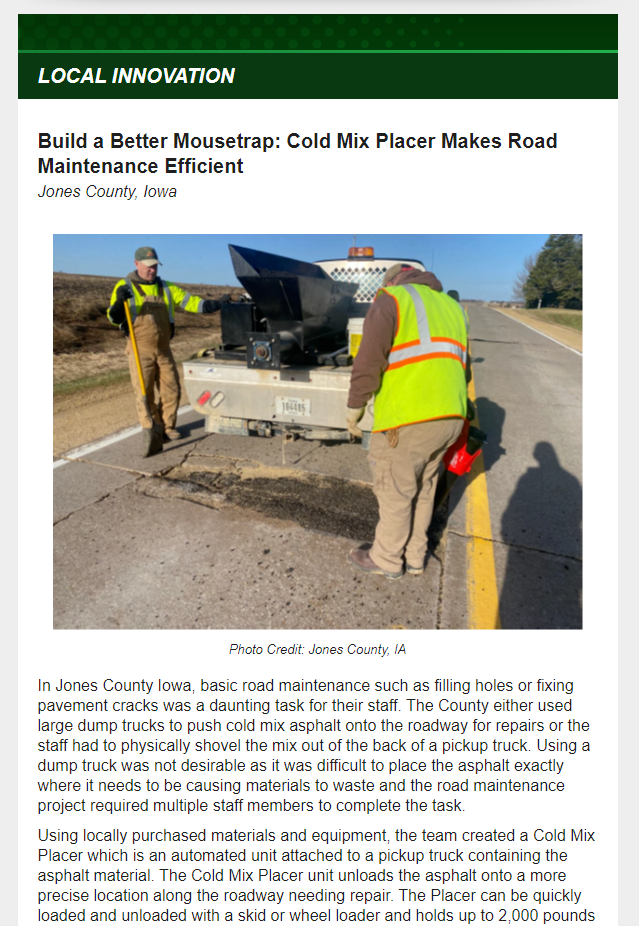 LOCAL INNOVATION
Build a Better Mousetrap: Cold Mix Placer Makes Road
Maintenance Efficient
Jones County, Iowa
Photo Credit: Jones County, IA
In Jones County Iowa, basic road maintenance such as filling holes or fixing
pavement cracks was a daunting task for their staff. The County either used
large dump trucks to push cold mix asphalt onto the roadway for repairs or the
staff had to physically shovel the mix out of the back of a pickup truck. Using a
dump truck was not desirable as it was difficult to place the asphalt exactly
where it needs to be causing materials to waste and the road maintenance
project required multiple staff members to complete the task.
Using locally purchased materials and equipment, the team created a Cold Mix
Placer which is an automated unit attached to a pickup truck containing the
asphalt material. The Cold Mix Placer unit unloads the asphalt onto a more
precise location along the roadway needing repair. The Placer can be quickly
loaded and unloaded with a skid or wheel loader and holds up to 2,000 pounds